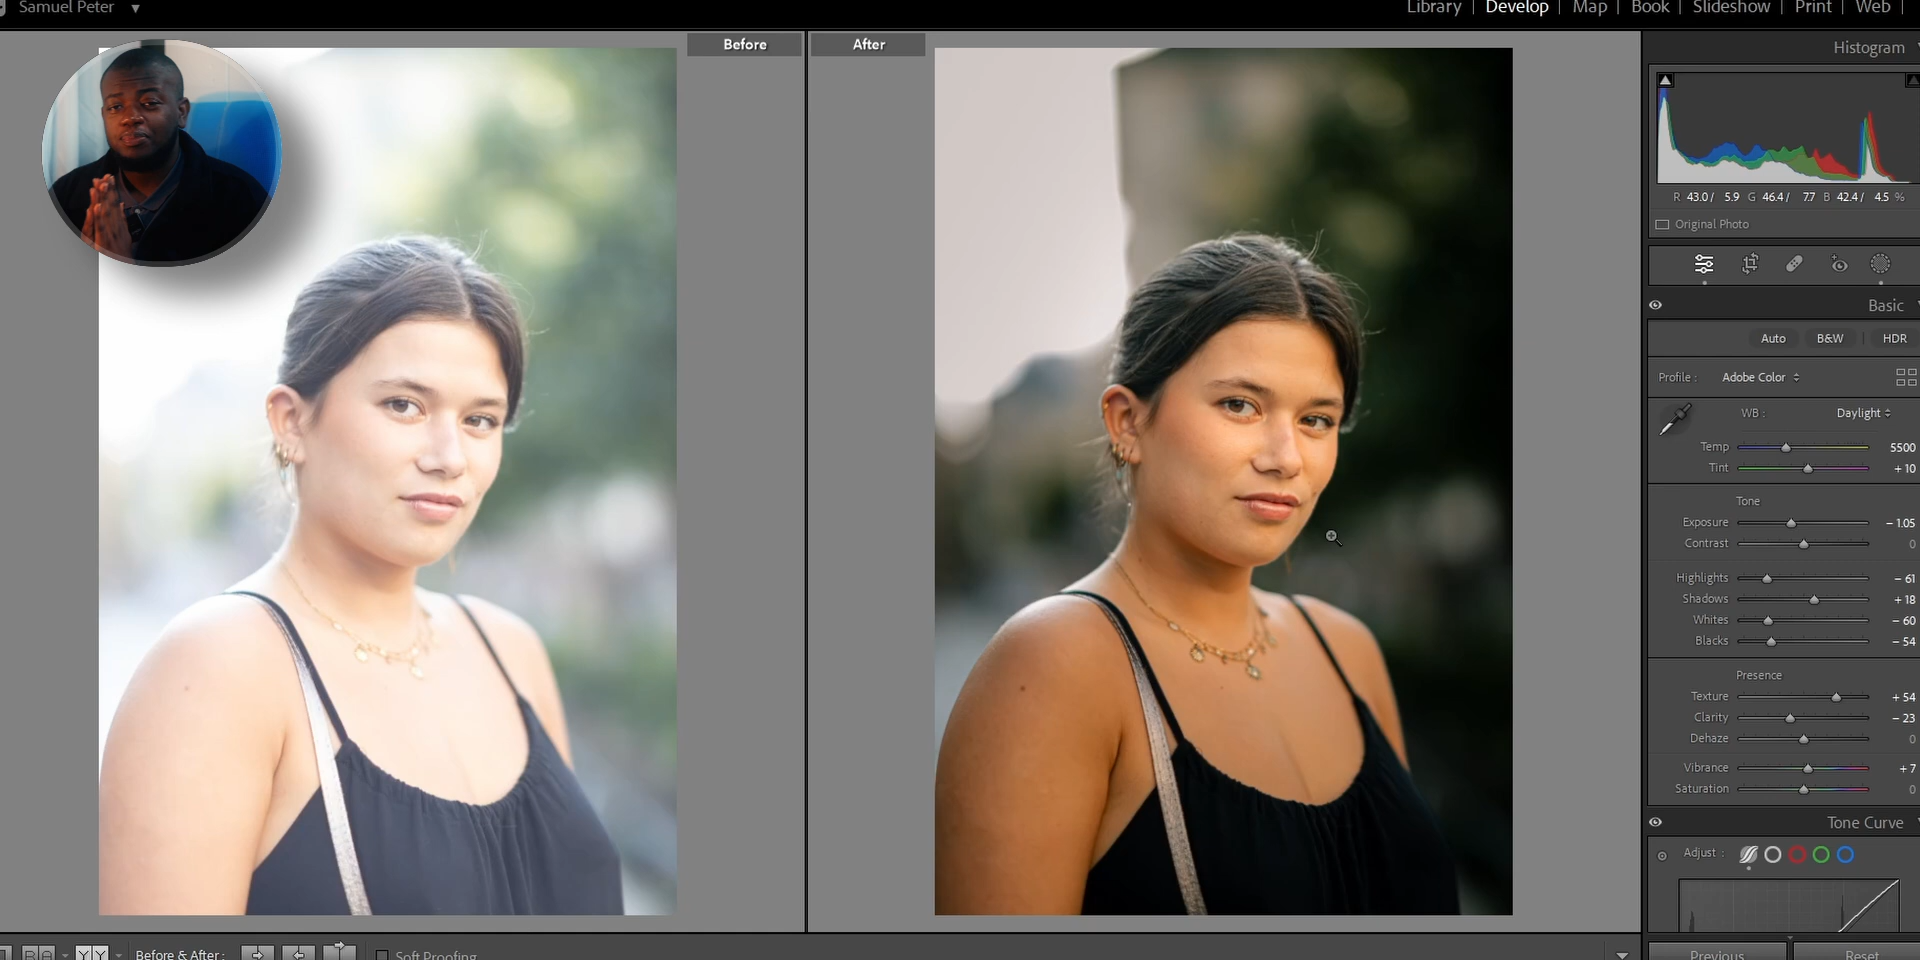 Samuel Peter
Library | Develop | Map | Book | Slideshow | Print | Web |
Before
After
Histogram
R 43.0 / 5.9 G 46.4 / 7.7 B 42.4 / 4.5 %
Original Photo
Basic
Auto B&W | HDR
Profile : Adobe Color
WB : Daylight
Temp 5500
Tint + 10
Tone
Exposure − 1.05
Contrast 0
Highlights − 61
Shadows + 18
Whites − 60
Blacks − 54
Presence
Texture + 54
Clarity − 23
Dehaze 0
Vibrance + 7
Saturation 0
Tone Curve
Adjust :
R A Y Y Before & After : Soft Proofing
Previous Reset